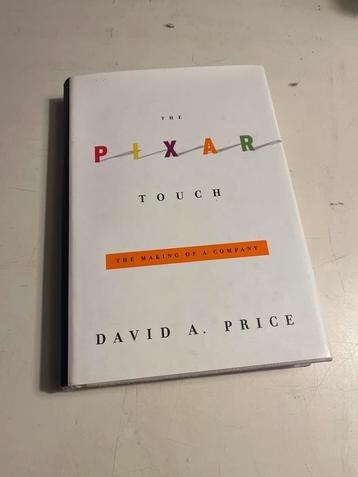 THE
PIXAR
TOUCH
THE MAKING OF A COMPANY
DAVID A. PRICE